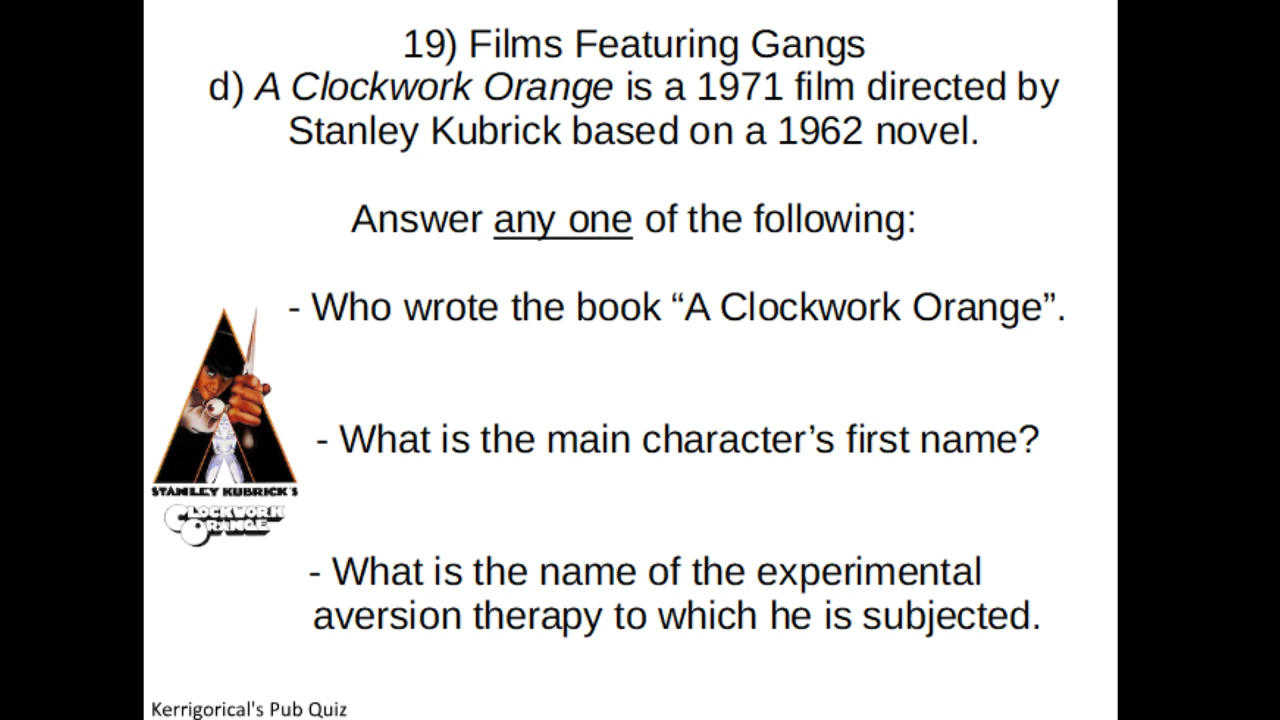 19) Films Featuring Gangs
d) A Clockwork Orange is a 1971 film directed by
Stanley Kubrick based on a 1962 novel.
Answer any one of the following:
- Who wrote the book “A Clockwork Orange”.
- What is the main character’s first name?
STANLEY KUBRICK'S
CLOCKWORK
ORANGE
- What is the name of the experimental
aversion therapy to which he is subjected.
Kerrigorical's Pub Quiz